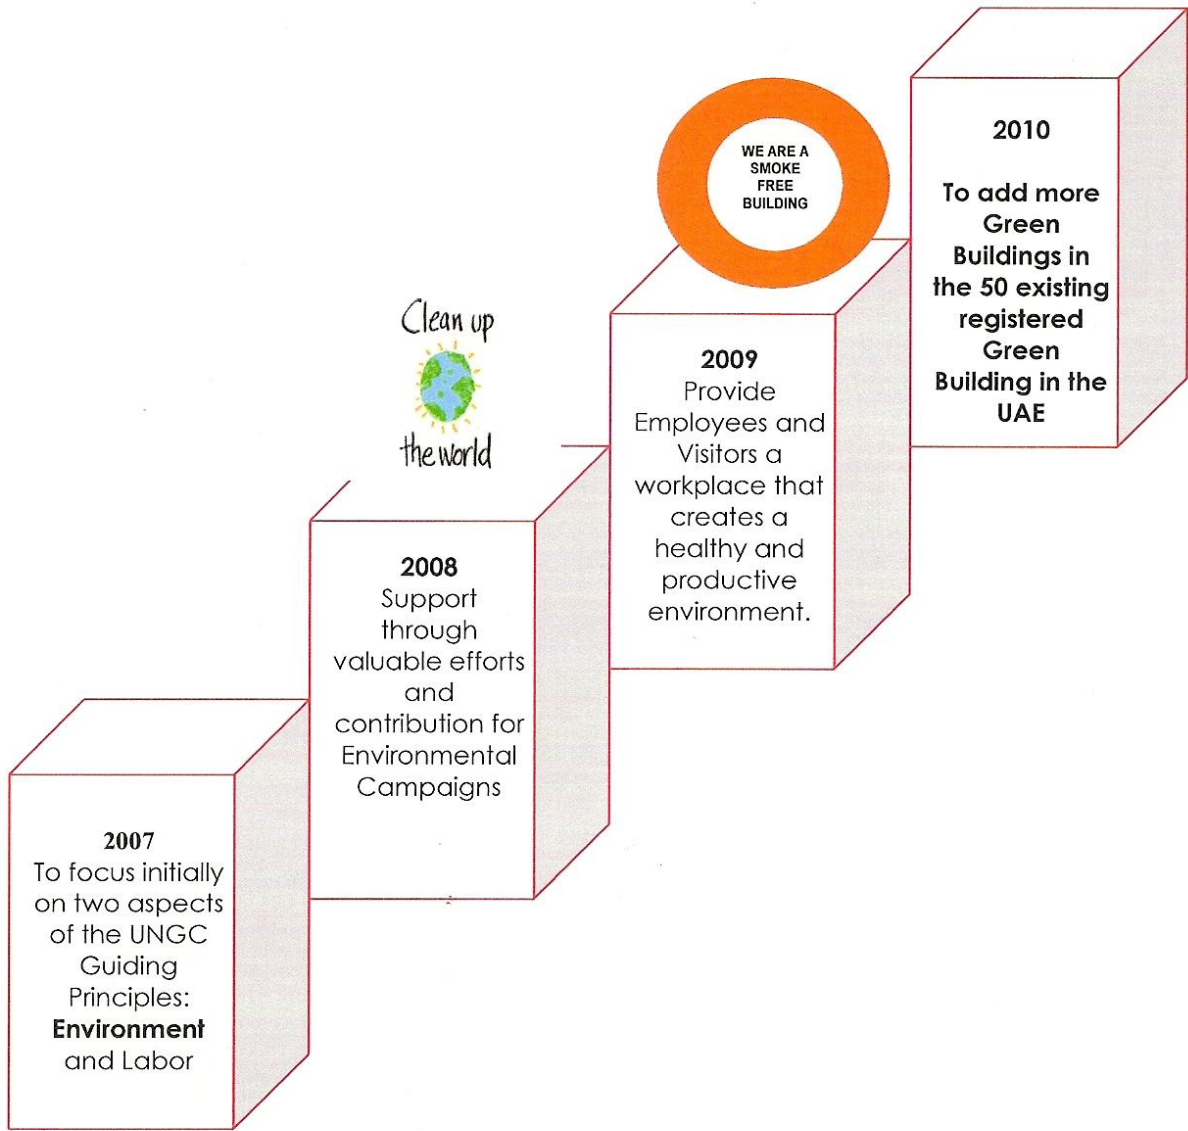 2010
To add more
Green
Buildings in
the 50 existing
registered
Green
Building in the
UAE
WE ARE A
SMOKE
FREE
BUILDING
2009
Provide
Employees and
Visitors a
workplace that
creates a
healthy and
productive
environment.
Clean up
the world
2008
Support
through
valuable efforts
and
contribution for
Environmental
Campaigns
2007
To focus initially
on two aspects
of the UNGC
Guiding
Principles:
Environment
and Labor